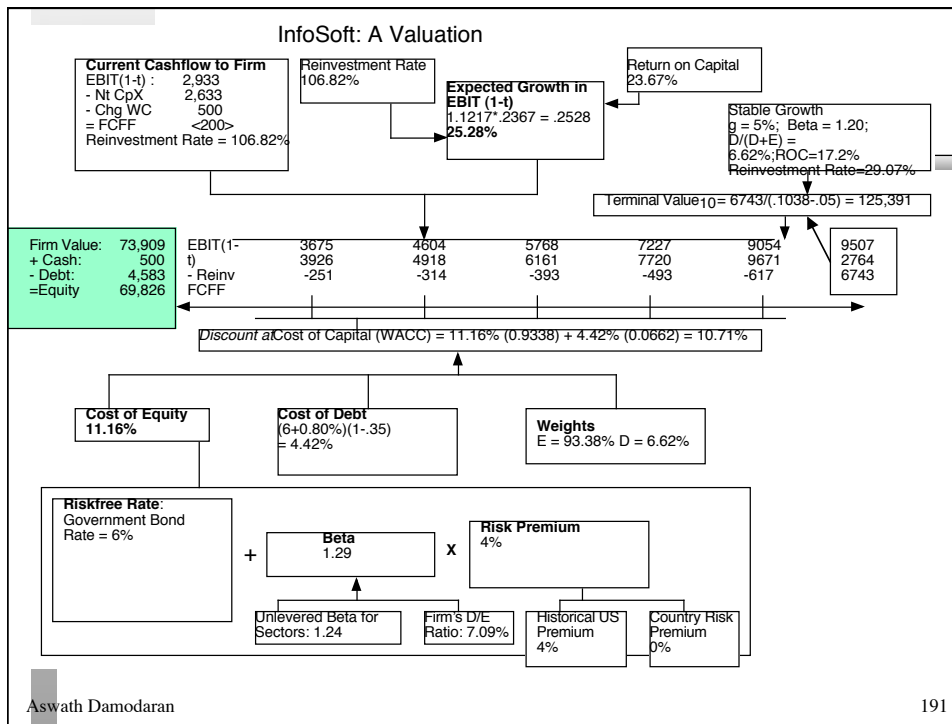 InfoSoft: A Valuation
Current Cashflow to Firm
EBIT(1-t) : 2,933
- Nt CpX 2,633
- Chg WC 500
= FCFF <200>
Reinvestment Rate = 106.82%
Reinvestment Rate
106.82%
Expected Growth in
EBIT (1-t)
1.1217*.2367 = .2528
25.28%
Return on Capital
23.67%
Stable Growth
g = 5%; Beta = 1.20;
D/(D+E) =
6.62%;ROC=17.2%
Reinvestment Rate=29.07%
Terminal Value10= 6743/(.1038-.05) = 125,391
Firm Value: 73,909
+ Cash: 500
- Debt: 4,583
=Equity 69,826
EBIT(1- 3675 4604 5768 7227 9054 9507
t) 3926 4918 6161 7720 9671 2764
- Reinv -251 -314 -393 -493 -617 6743
FCFF
Discount at Cost of Capital (WACC) = 11.16% (0.9338) + 4.42% (0.0662) = 10.71%
Cost of Equity
11.16%
Cost of Debt
(6+0.80%)(1-.35)
= 4.42%
Weights
E = 93.38% D = 6.62%
Riskfree Rate:
Government Bond
Rate = 6%
+
Beta
1.29
X
Risk Premium
4%
Unlevered Beta for
Sectors: 1.24
Firm's D/E
Ratio: 7.09%
Historical US
Premium
4%
Country Risk
Premium
0%
Aswath Damodaran 191